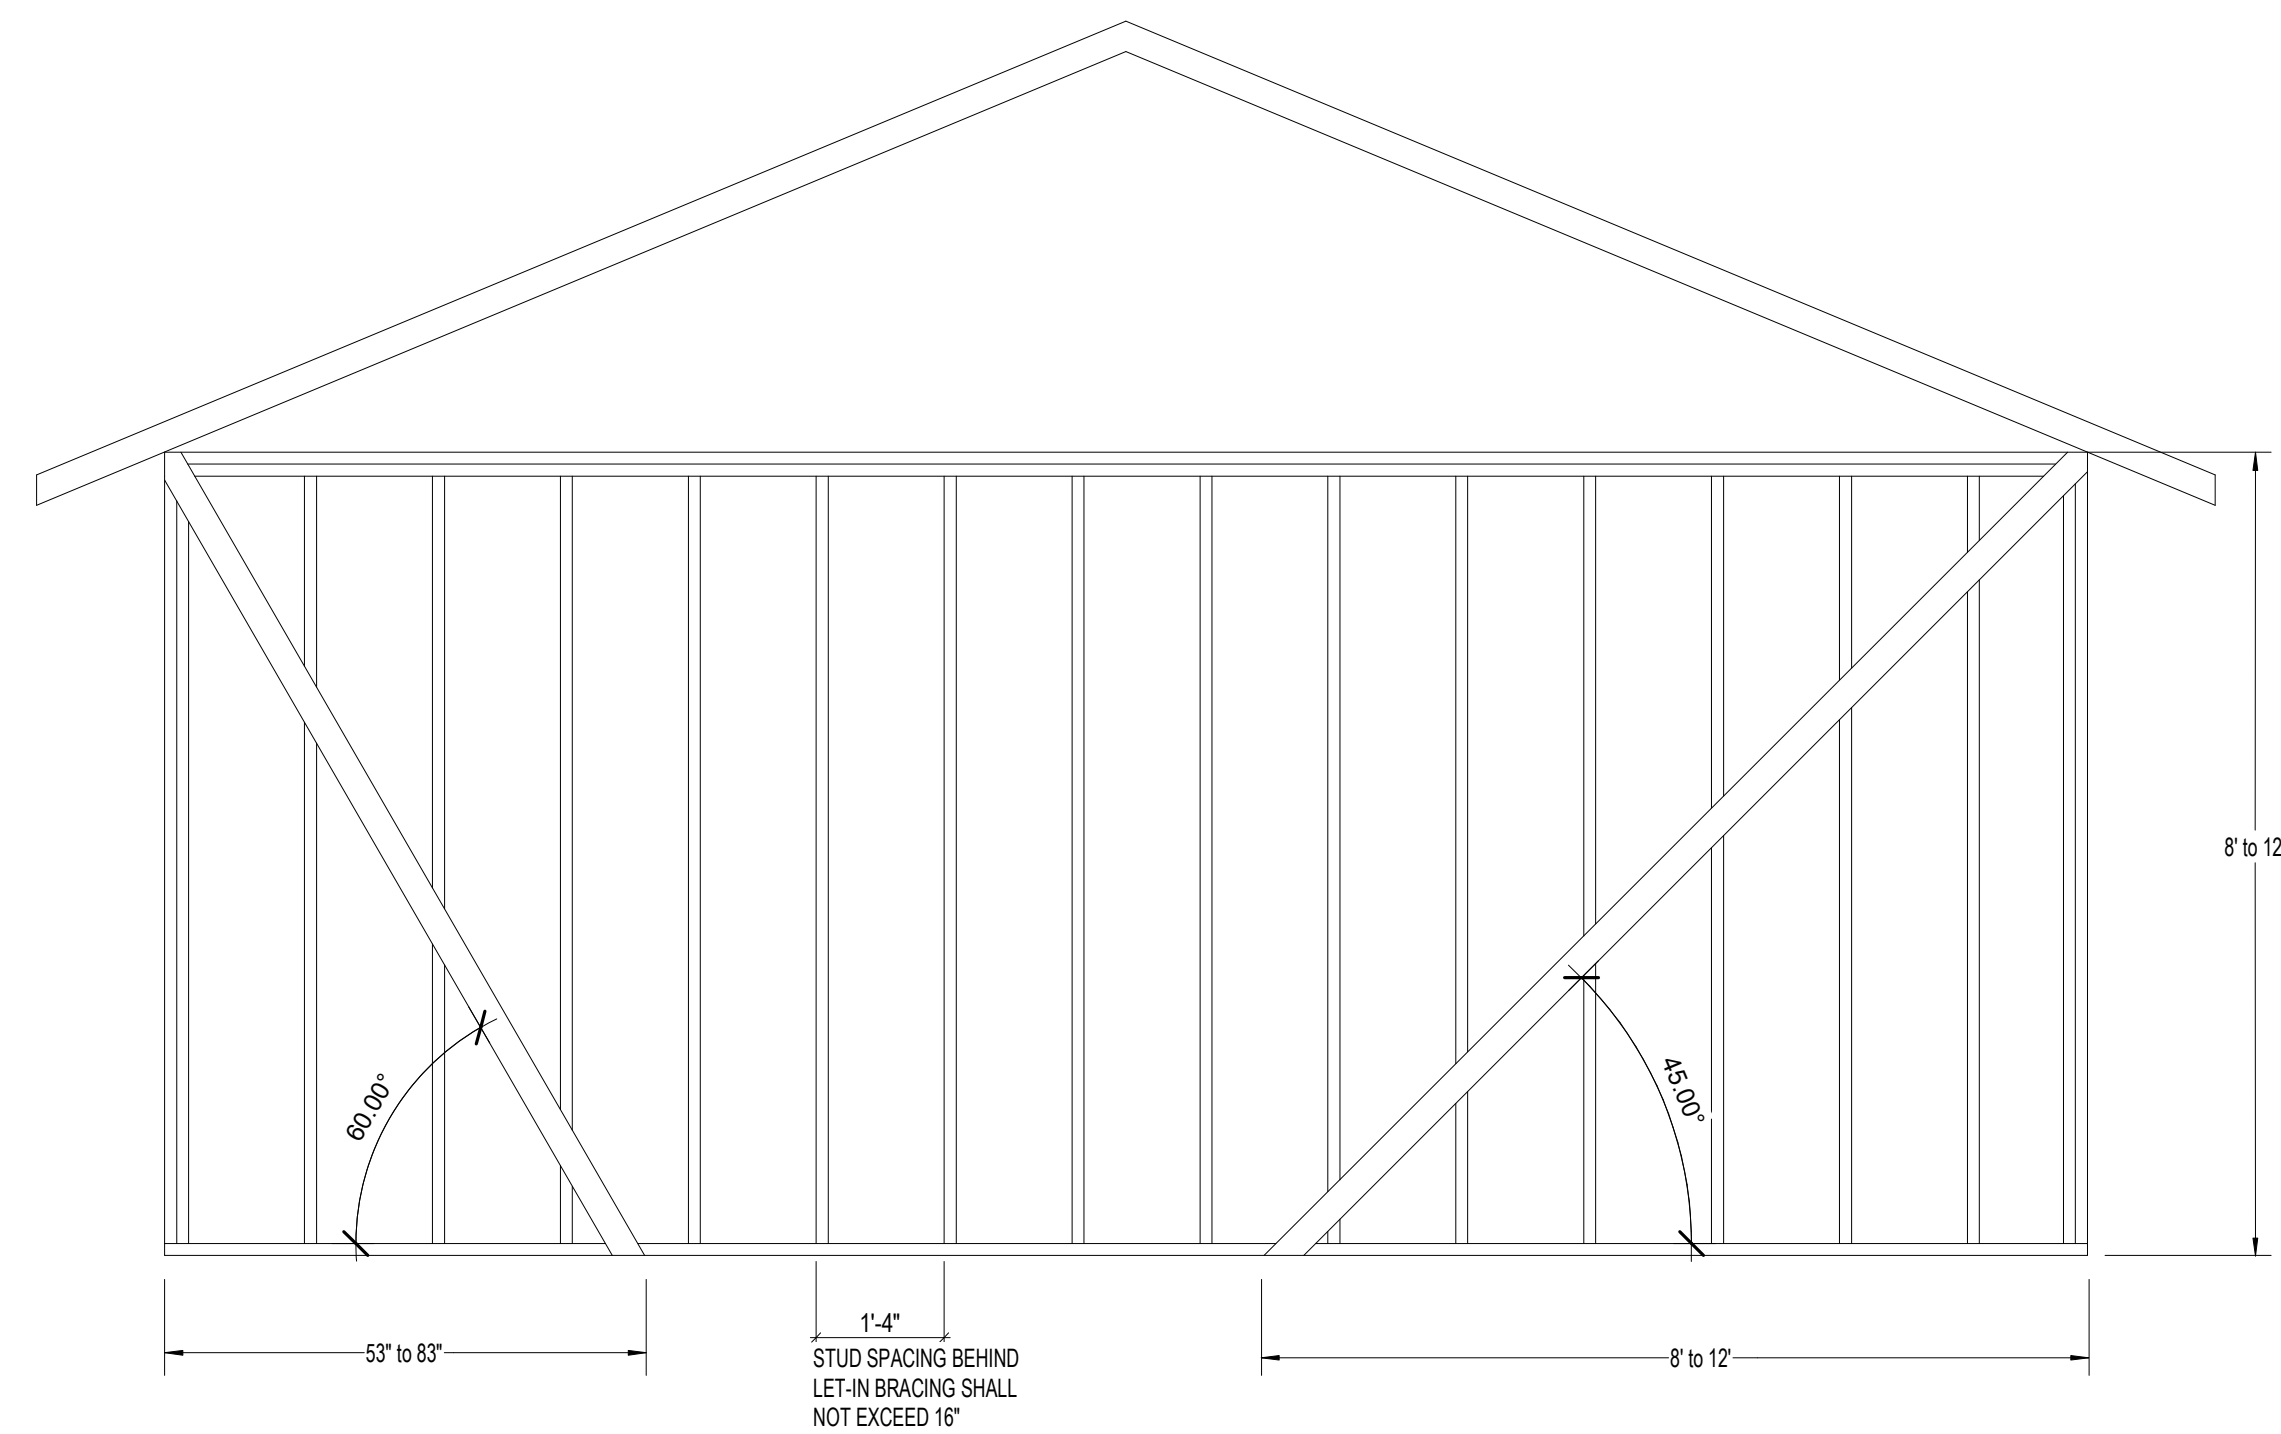 8' to 12
60.00°
45.00°
1'-4"
53" to 83"
8' to 12'
STUD SPACING BEHIND
LET-IN BRACING SHALL
NOT EXCEED 16"